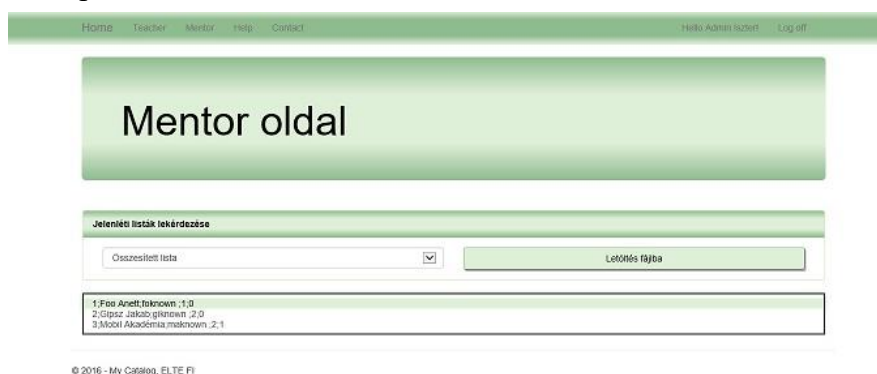 Home Teacher Mentor Help Contact Hello Admin Eszter! Log off
Mentor oldal
Jelenléti listák lekérdezése
Összesített lista Letöltés fájlba
1;Foo Anett;foknown ;1;0
2;Gipsz Jakab;giknown ;2;0
3;Mobil Akadémia;maknown ;2;1
© 2016 - My Catalog, ELTE FI